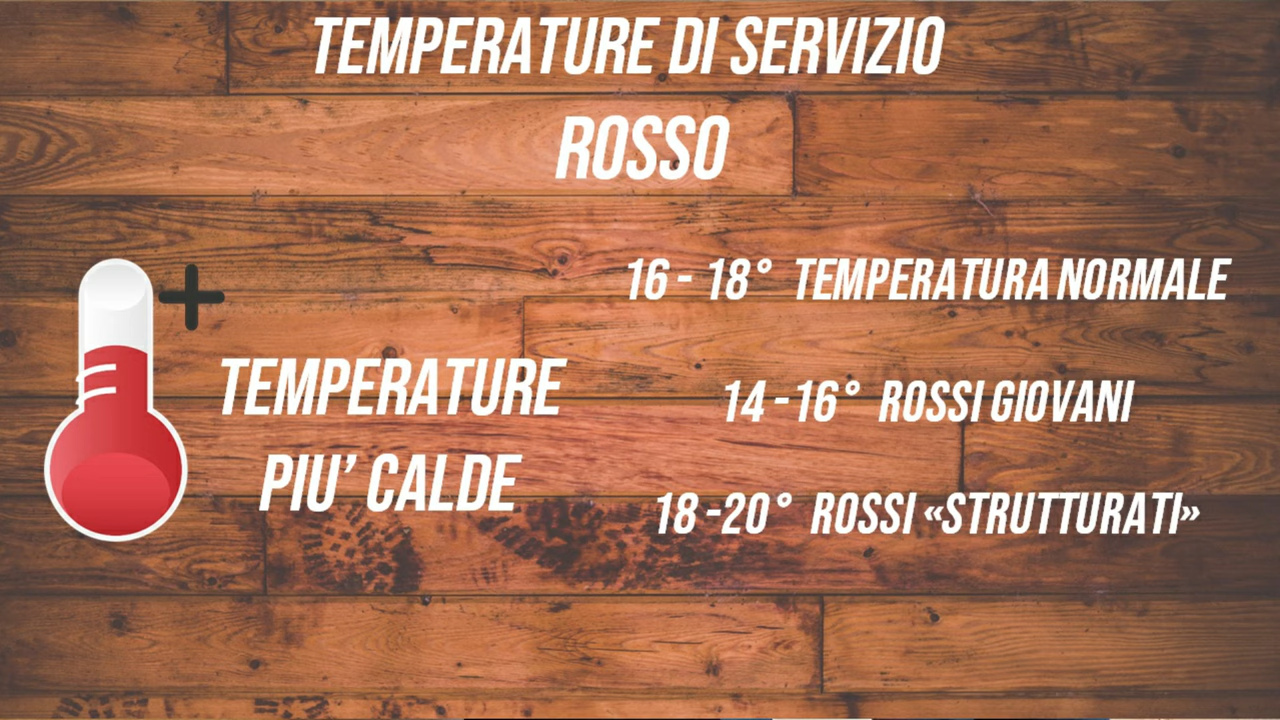 TEMPERATURE DI SERVIZIO
ROSSO
TEMPERATURE
PIU' CALDE
16 - 18° TEMPERATURA NORMALE
14 - 16° ROSSI GIOVANI
18 - 20° ROSSI «STRUTTURATI»